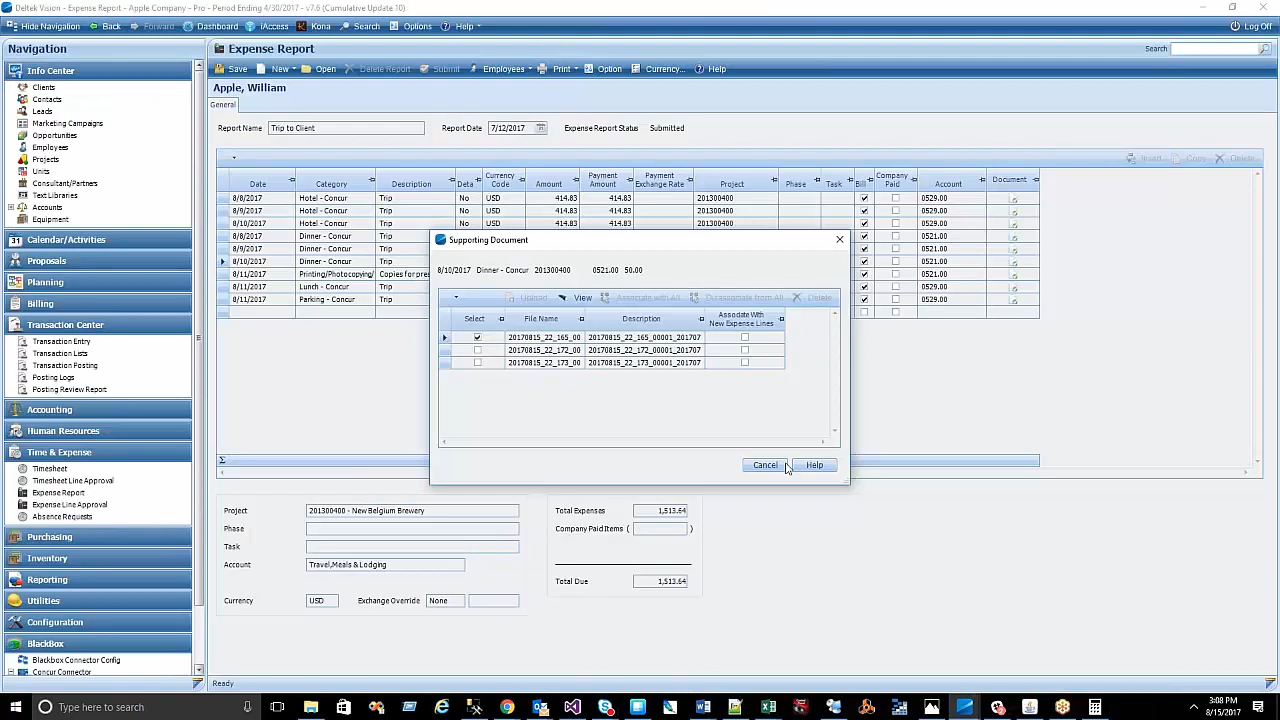 Deltek Vision - Expense Report - Apple Company - Pro - Period Ending 4/30/2017 - v7.6 (Cumulative Update 10)
Hide Navigation Back Forward Dashboard iAccess Kona Search Options Help Log Off
Navigation
Info Center
Clients
Contacts
Leads
Marketing Campaigns
Opportunities
Employees
Projects
Units
Consultant/Partners
Text Libraries
Accounts
Equipment
Calendar/Activities
Proposals
Planning
Billing
Transaction Center
Transaction Entry
Transaction Lists
Transaction Posting
Posting Logs
Posting Review Report
Accounting
Human Resources
Time & Expense
Timesheet
Timesheet Line Approval
Expense Report
Expense Line Approval
Absence Requests
Purchasing
Inventory
Reporting
Utilities
Configuration
BlackBox
Blackbox Connector Config
Concur Connector
Expense Report Search
Save New Open Delete Report Submit Employees Print Option Currency... Help
Apple, William
General
Report Name Trip to Client Report Date 7/12/2017 Expense Report Status Submitted
Insert... Copy Delete
Date Category Description Deta Currency Code Amount Payment Amount Payment Exchange Rate Project Phase Task Bill Company Paid Account Document
8/8/2017 Hotel - Concur Trip No USD 414.83 414.83 201300400 0529.00
8/9/2017 Hotel - Concur Trip No USD 414.83 414.83 201300400 0529.00
8/10/2017 Hotel - Concur Trip No USD 414.83 414.83 201300400 0529.00
8/8/2017 Dinner - Concur Trip 0521.00
8/9/2017 Dinner - Concur Trip 0521.00
8/10/2017 Dinner - Concur Trip 0521.00
8/11/2017 Printing/Photocopying/ Copies for pres 0521.00
8/11/2017 Lunch - Concur Trip 0529.00
8/11/2017 Parking - Concur Trip 0529.00
Σ
Supporting Document
8/10/2017 Dinner - Concur 201300400 0521.00 50.00
Upload View Associate with All Disassociate from All Delete
Select File Name Description Associate With New Expense Lines
20170815_22_165_00 20170815_22_165_00001_201707
20170815_22_172_00 20170815_22_172_00001_201707
20170815_22_173_00 20170815_22_173_00001_201707
Cancel Help
Project 201300400 - New Belgium Brewery
Phase
Task
Account Travel,Meals & Lodging
Currency USD Exchange Override None
Total Expenses 1,513.64
Company Paid Items ( )
Total Due 1,513.64
Ready
Type here to search
3:08 PM
8/15/2017